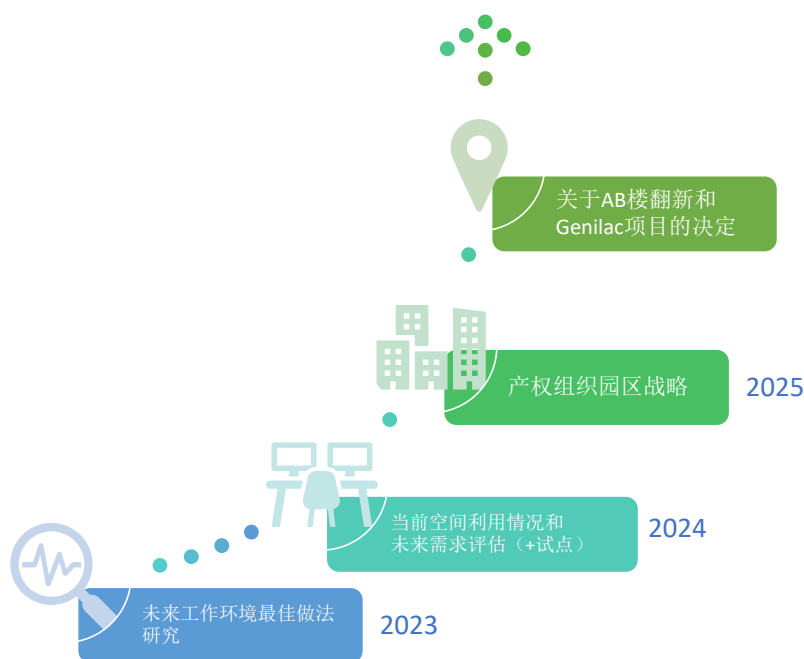 关于AB楼翻新和
Genilac项目的决定
产权组织园区战略
2025
当前空间利用情况和
未来需求评估（+试点）
2024
未来工作环境最佳做法
研究
2023